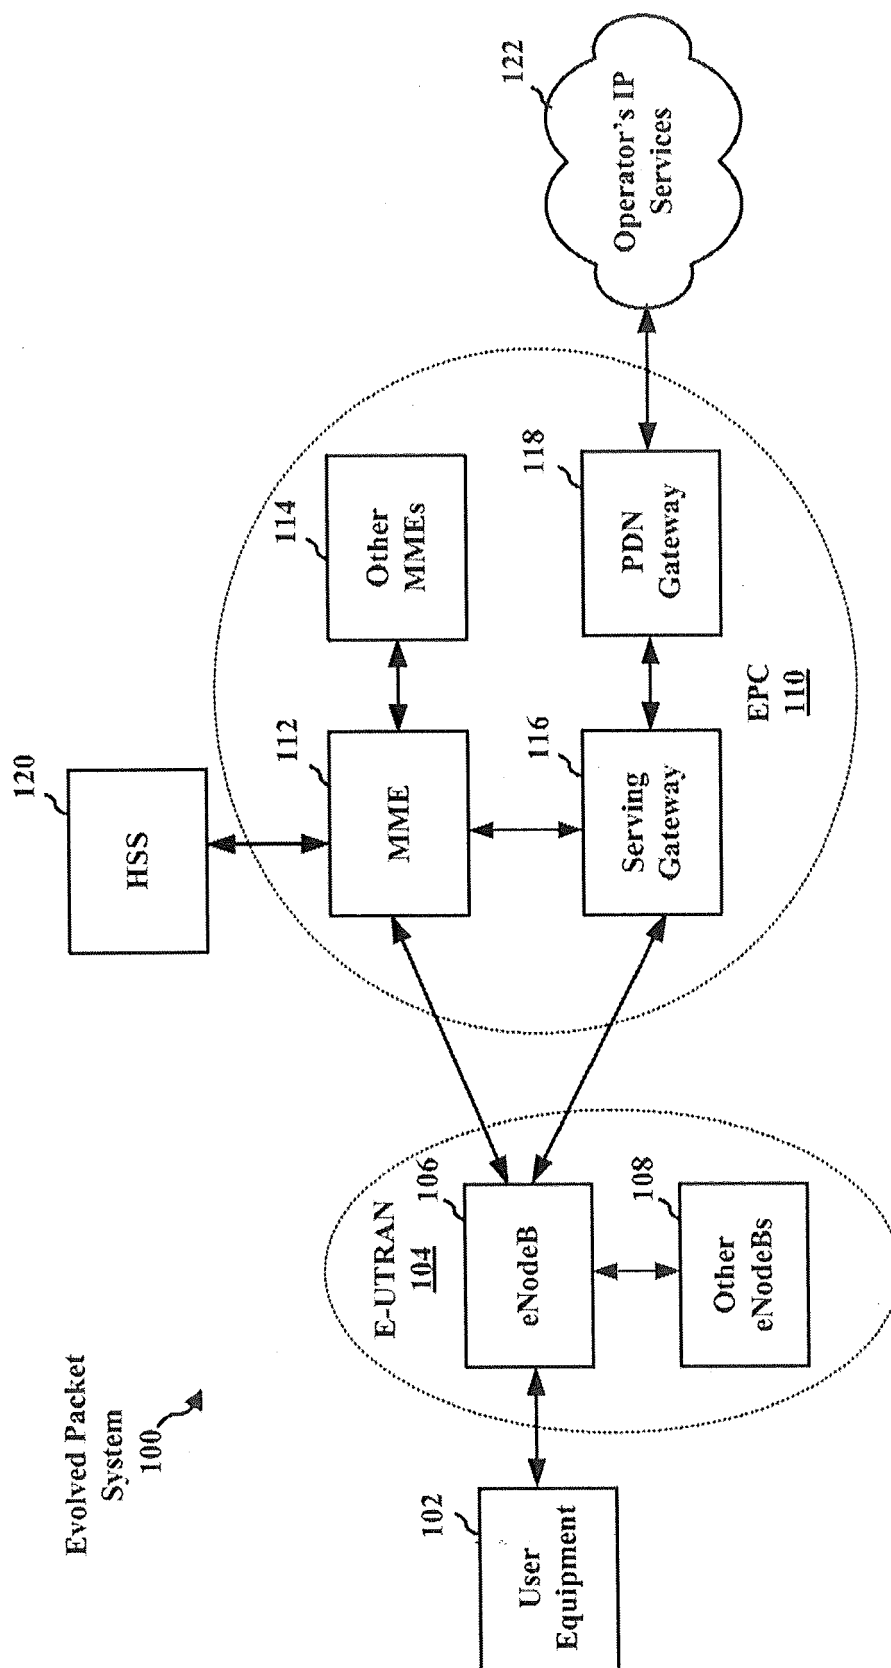 Evolved Packet
System
100
120
HSS
E-UTRAN
104
102
User
Equipment
106
eNodeB
108
Other
eNodeBs
112
MME
114
Other
MMEs
116
Serving
Gateway
118
PDN
Gateway
EPC
110
122
Operator's IP
Services